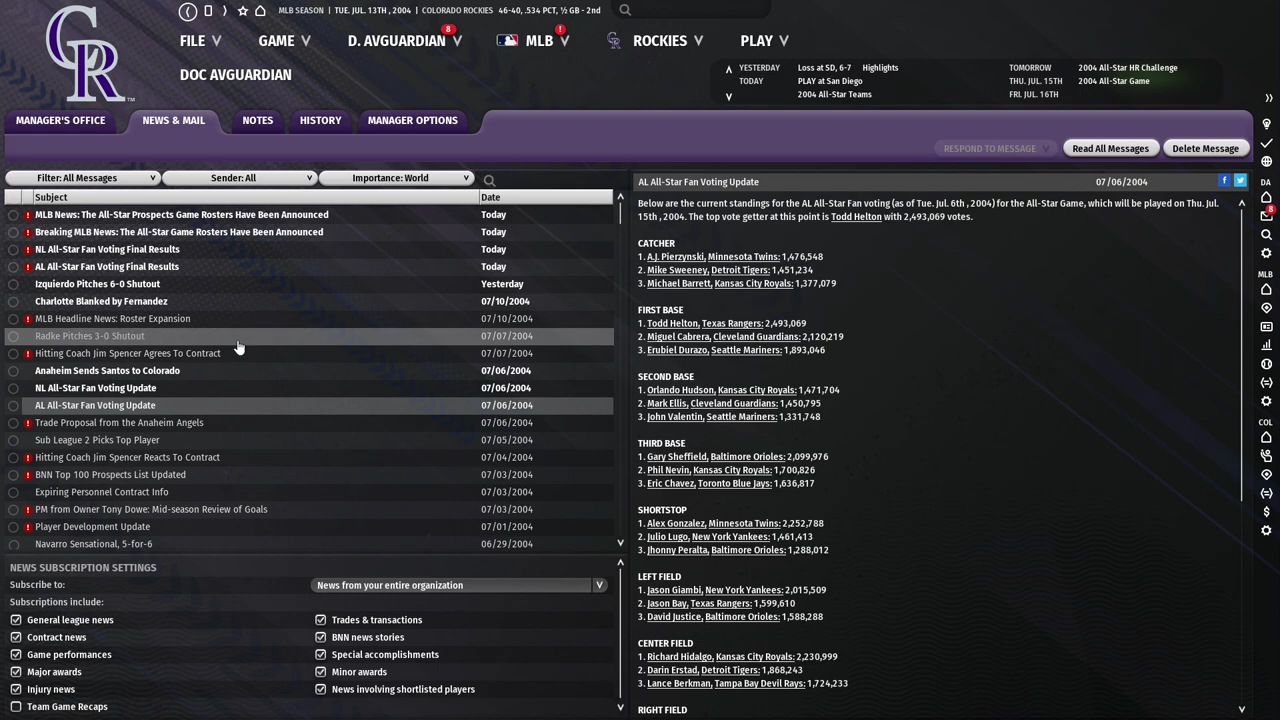 MLB SEASON | TUE. JUL. 13TH , 2004 | COLORADO ROCKIES 46-40, .534 PCT, ½ GB - 2nd
FILE GAME D. AVGUARDIAN 8 MLB ! ROCKIES PLAY
DOC AVGUARDIAN
YESTERDAY Loss at SD, 6-7 Highlights TOMORROW 2004 All-Star HR Challenge
TODAY PLAY at San Diego THU. JUL. 15TH 2004 All-Star Game
2004 All-Star Teams FRI. JUL. 16TH
CR
MANAGER'S OFFICE NEWS & MAIL NOTES HISTORY MANAGER OPTIONS
RESPOND TO MESSAGE Read All Messages Delete Message
Filter: All Messages Sender: All Importance: World
Subject Date
! MLB News: The All-Star Prospects Game Rosters Have Been Announced Today
! Breaking MLB News: The All-Star Game Rosters Have Been Announced Today
! NL All-Star Fan Voting Final Results Today
! AL All-Star Fan Voting Final Results Today
Izquierdo Pitches 6-0 Shutout Yesterday
Charlotte Blanked by Fernandez 07/10/2004
! MLB Headline News: Roster Expansion 07/10/2004
Radke Pitches 3-0 Shutout 07/07/2004
! Hitting Coach Jim Spencer Agrees To Contract 07/07/2004
Anaheim Sends Santos to Colorado 07/06/2004
NL All-Star Fan Voting Update 07/06/2004
AL All-Star Fan Voting Update 07/06/2004
! Trade Proposal from the Anaheim Angels 07/06/2004
Sub League 2 Picks Top Player 07/05/2004
! Hitting Coach Jim Spencer Reacts To Contract 07/04/2004
! BNN Top 100 Prospects List Updated 07/03/2004
Expiring Personnel Contract Info 07/03/2004
! PM from Owner Tony Dowe: Mid-season Review of Goals 07/03/2004
! Player Development Update 07/01/2004
Navarro Sensational, 5-for-6 06/29/2004
NEWS SUBSCRIPTION SETTINGS
Subscribe to: News from your entire organization
Subscriptions include:
General league news Trades & transactions
Contract news BNN news stories
Game performances Special accomplishments
Major awards Minor awards
Injury news News involving shortlisted players
Team Game Recaps
AL All-Star Fan Voting Update 07/06/2004
Below are the current standings for the AL All-Star Fan voting (as of Tue. Jul. 6th , 2004) for the All-Star Game, which will be played on Thu. Jul.
15th , 2004. The top vote getter at this point is Todd Helton with 2,493,069 votes.
CATCHER
1. A.J. Pierzynski, Minnesota Twins: 1,476,548
2. Mike Sweeney, Detroit Tigers: 1,451,234
3. Michael Barrett, Kansas City Royals: 1,377,079
FIRST BASE
1. Todd Helton, Texas Rangers: 2,493,069
2. Miguel Cabrera, Cleveland Guardians: 2,120,219
3. Erubiel Durazo, Seattle Mariners: 1,893,046
SECOND BASE
1. Orlando Hudson, Kansas City Royals: 1,471,704
2. Mark Ellis, Cleveland Guardians: 1,450,795
3. John Valentin, Seattle Mariners: 1,331,748
THIRD BASE
1. Gary Sheffield, Baltimore Orioles: 2,099,976
2. Phil Nevin, Kansas City Royals: 1,700,826
3. Eric Chavez, Toronto Blue Jays: 1,636,817
SHORTSTOP
1. Alex Gonzalez, Minnesota Twins: 2,252,788
2. Julio Lugo, New York Yankees: 1,461,413
3. Jhonny Peralta, Baltimore Orioles: 1,288,012
LEFT FIELD
1. Jason Giambi, New York Yankees: 2,015,509
2. Jason Bay, Texas Rangers: 1,599,610
3. David Justice, Baltimore Orioles: 1,588,288
CENTER FIELD
1. Richard Hidalgo, Kansas City Royals: 2,230,999
2. Darin Erstad, Detroit Tigers: 1,868,243
3. Lance Berkman, Tampa Bay Devil Rays: 1,724,233
RIGHT FIELD
DA
8
MLB
COL